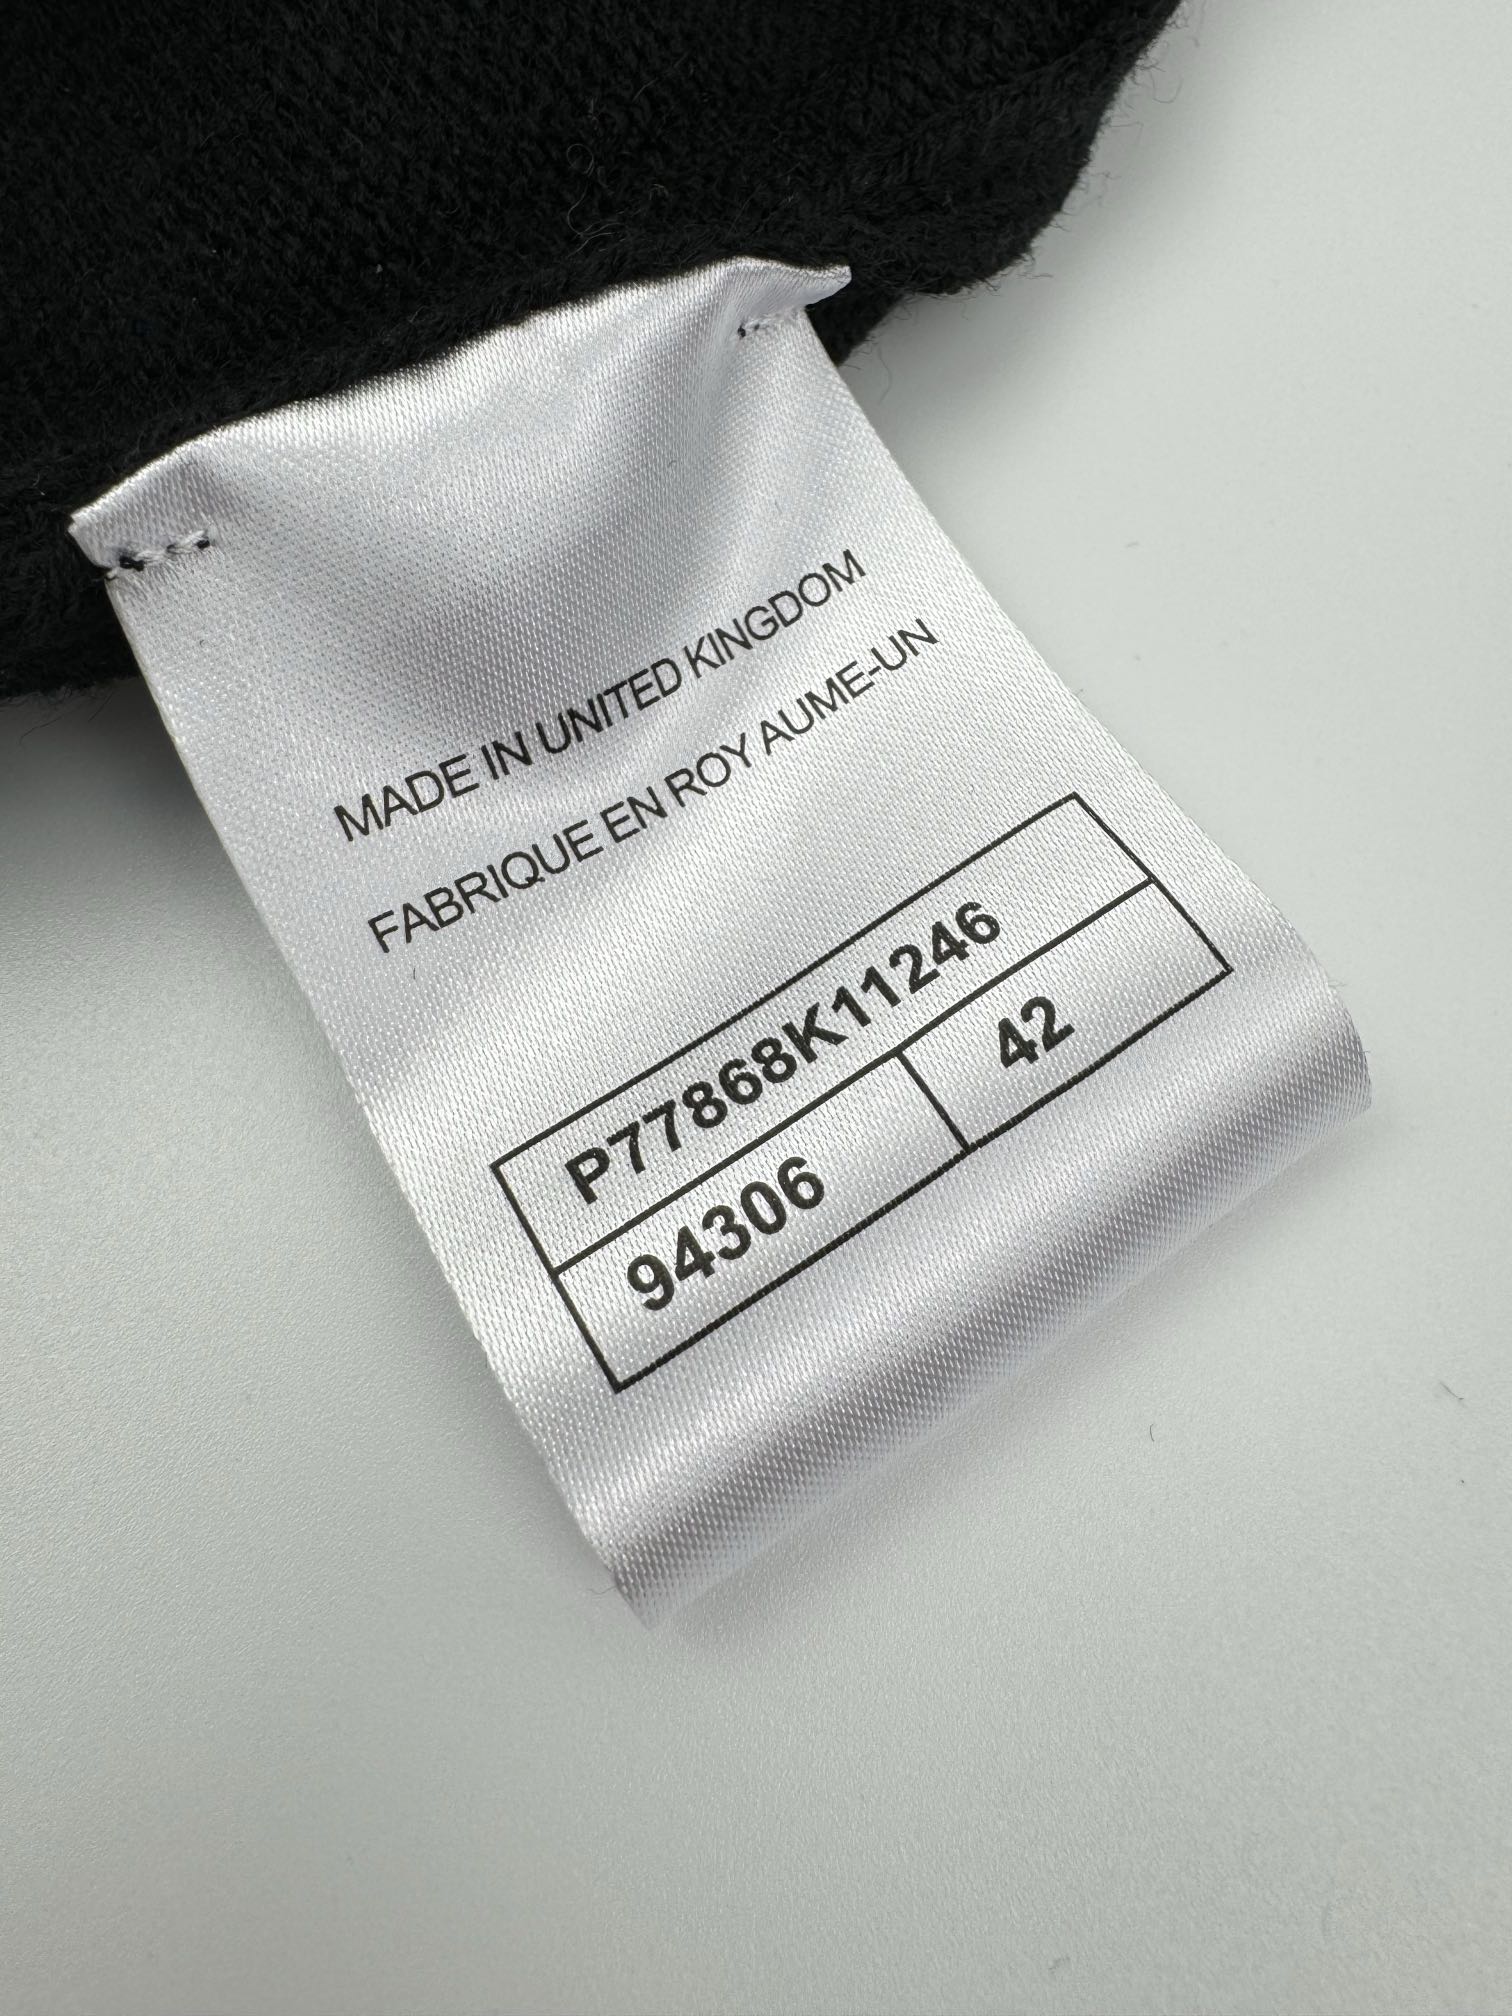 MADE IN UNITED KINGDOM
FABRIQUE EN ROY AUME-UN
P77868K11246
94306 42